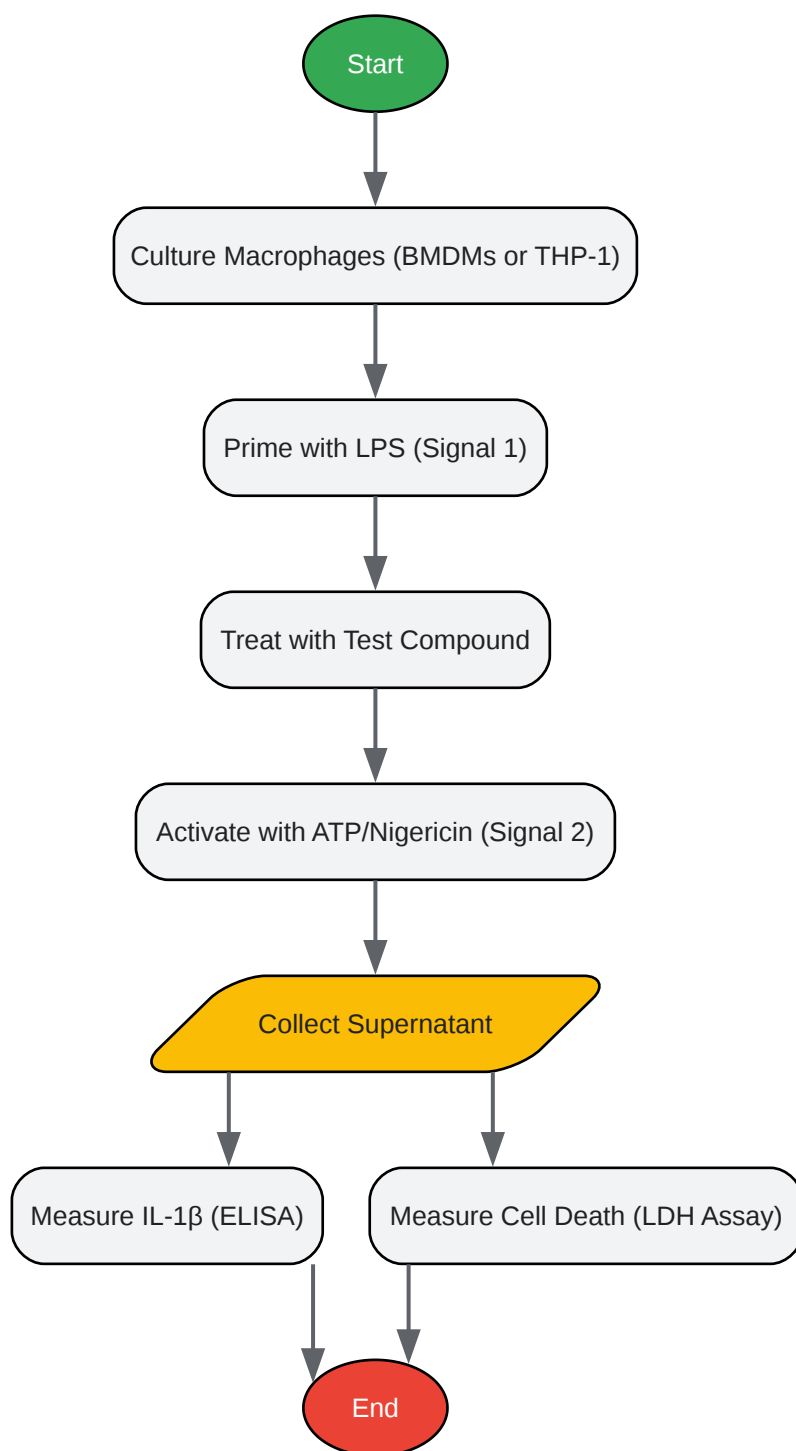 Start
Culture Macrophages (BMDMs or THP-1)
Prime with LPS (Signal 1)
Treat with Test Compound
Activate with ATP/Nigericin (Signal 2)
Collect Supernatant
Measure IL-1β (ELISA)
Measure Cell Death (LDH Assay)
End